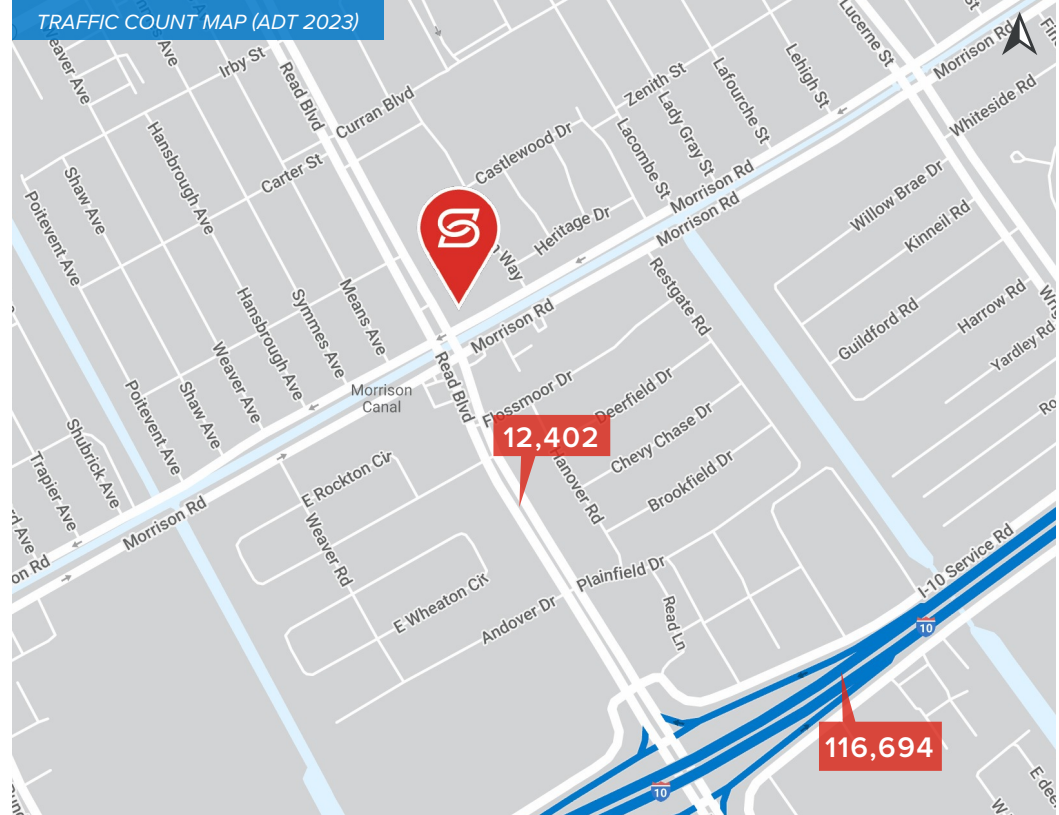 TRAFFIC COUNT MAP (ADT 2023)
Weaver Ave
Irby St
Read Blvd
Curran Blvd
Lucerne St
Morrison Rd
Lehigh St
Zenith St
Lafourche St
Lady Gray St
Whiteside Rd
Hansbrough Ave
Carter St
Castlewood Dr
Lacombe St
Shaw Ave
Poitevent Ave
Morrison Rd
Morrison Rd
Willow Brae Dr
Kinneil Rd
Heritage Dr
Way
S
Restgate Rd
Harrow Rd
Guildford Rd
Yardley Rd
Means Ave
Symmes Ave
Hansbrough Ave
Morrison Rd
Weaver Ave
Morrison
Canal
Read Blvd
Flossmoor Dr
Deerfield Dr
Poitevent Ave
Shaw Ave
12,402
Chevy Chase Dr
Hanover Rd
Brookfield Dr
Shubrick Ave
Trapier Ave
E Rockton Cir
Morrison Rd
Weaver Rd
Plainfield Dr
I-10 Service Rd
E Wheaton Cir
Andover Dr
Read Ln
10
116,694
10